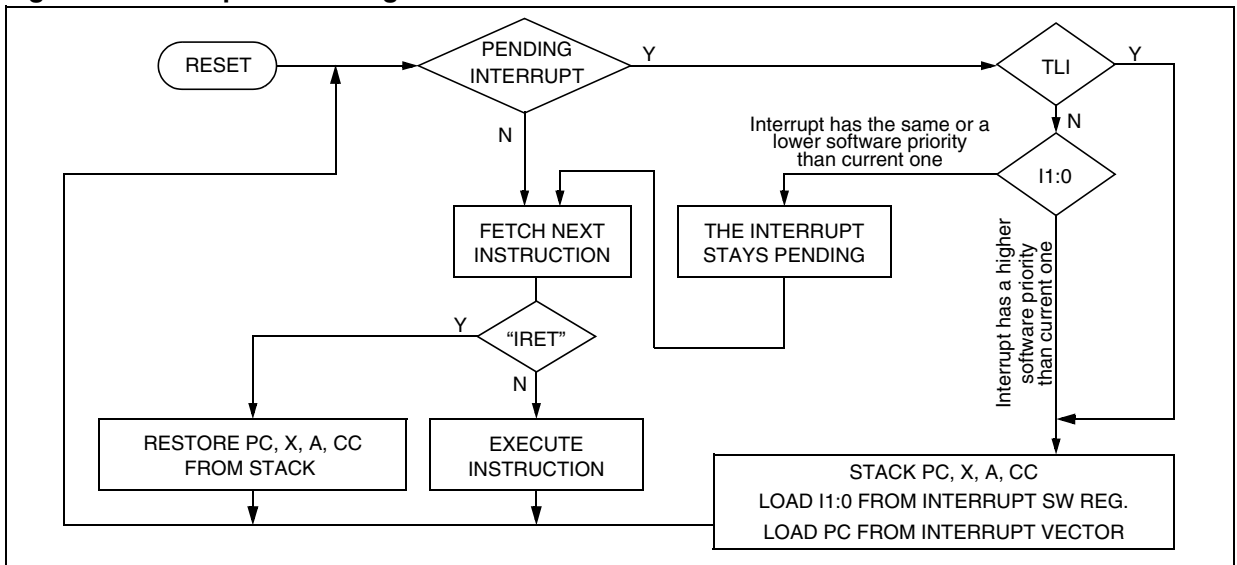 RESET
PENDING
INTERRUPT
Y
TLI
Y
N
N
Interrupt has the same or a
lower software priority
than current one
I1:0
FETCH NEXT
INSTRUCTION
THE INTERRUPT
STAYS PENDING
Interrupt has a higher
software priority
than current one
Y
“IRET”
N
RESTORE PC, X, A, CC
FROM STACK
EXECUTE
INSTRUCTION
STACK PC, X, A, CC
LOAD I1:0 FROM INTERRUPT SW REG.
LOAD PC FROM INTERRUPT VECTOR